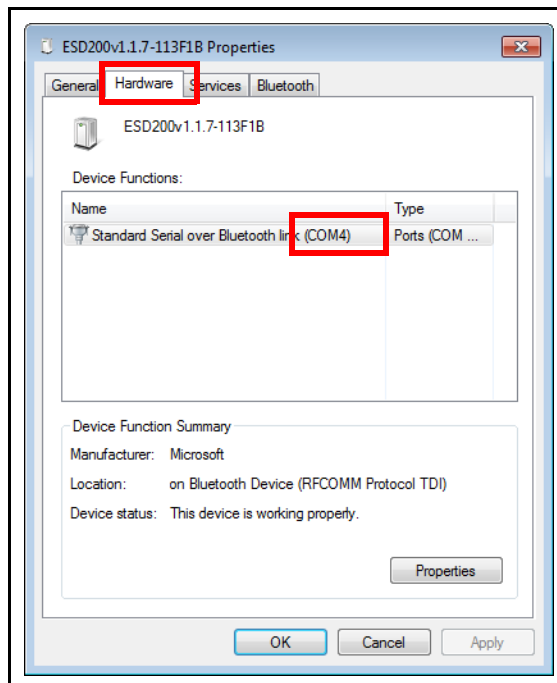 ESD200v1.1.7-113F1B Properties
General Hardware Services Bluetooth
ESD200v1.1.7-113F1B
Device Functions:
Name Type
Standard Serial over Bluetooth link (COM4) Ports (COM ...
Device Function Summary
Manufacturer: Microsoft
Location: on Bluetooth Device (RFCOMM Protocol TDI)
Device status: This device is working properly.
Properties
OK Cancel Apply